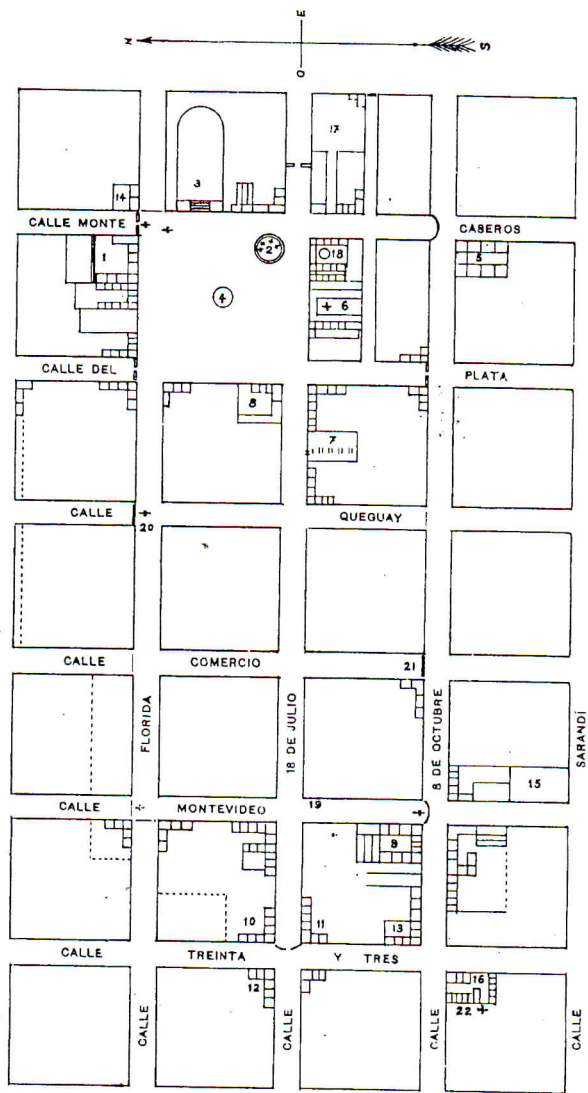 N
S
E
O
17
3
14
CALLE MONTE CASEROS
1
2
18
5
4
6
CALLE DEL PLATA
8
7
CALLE QUEGUAY
20
CALLE COMERCIO
21
FLORIDA
18 DE JULIO
8 DE OCTUBRE
SARANDÍ
15
CALLE MONTEVIDEO
19
9
10
11
13
CALLE TREINTA Y TRES
12
16
22
CALLE
CALLE
CALLE
CALLE